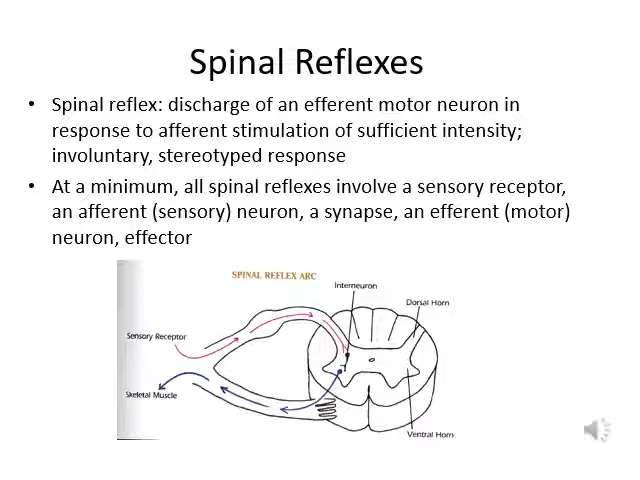 Spinal Reflexes
• Spinal reflex: discharge of an efferent motor neuron in
response to afferent stimulation of sufficient intensity;
involuntary, stereotyped response
• At a minimum, all spinal reflexes involve a sensory receptor,
an afferent (sensory) neuron, a synapse, an efferent (motor)
neuron, effector
SPINAL REFLEX ARC
Interneuron
Dorsal Horn
Sensory Receptor
Skeletal Muscle
Ventral Horn